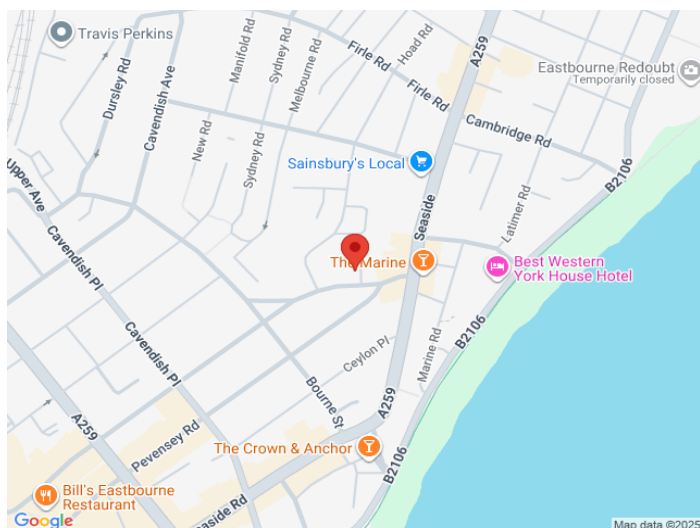 Travis Perkins
Manifold Rd
Sydney Rd
Melbourne Rd
Hoad Rd
A259
Firle Rd
Firle Rd
Eastbourne Redoubt
Temporarily closed
Dursley Rd
Cavendish Ave
Cambridge Rd
New Rd
Sydney Rd
Sainsbury's Local
B2106
Upper Ave
Latimer Rd
Seaside
Cavendish Pl
The Marine
Best Western
York House Hotel
B2106
Cavendish Pl
Ceylon Pl
Marine Rd
Bourne St
A259
A259
Pevensey Rd
The Crown & Anchor
B2106
Bill's Eastbourne
Restaurant
easide Rd
Google
Map data ©2025